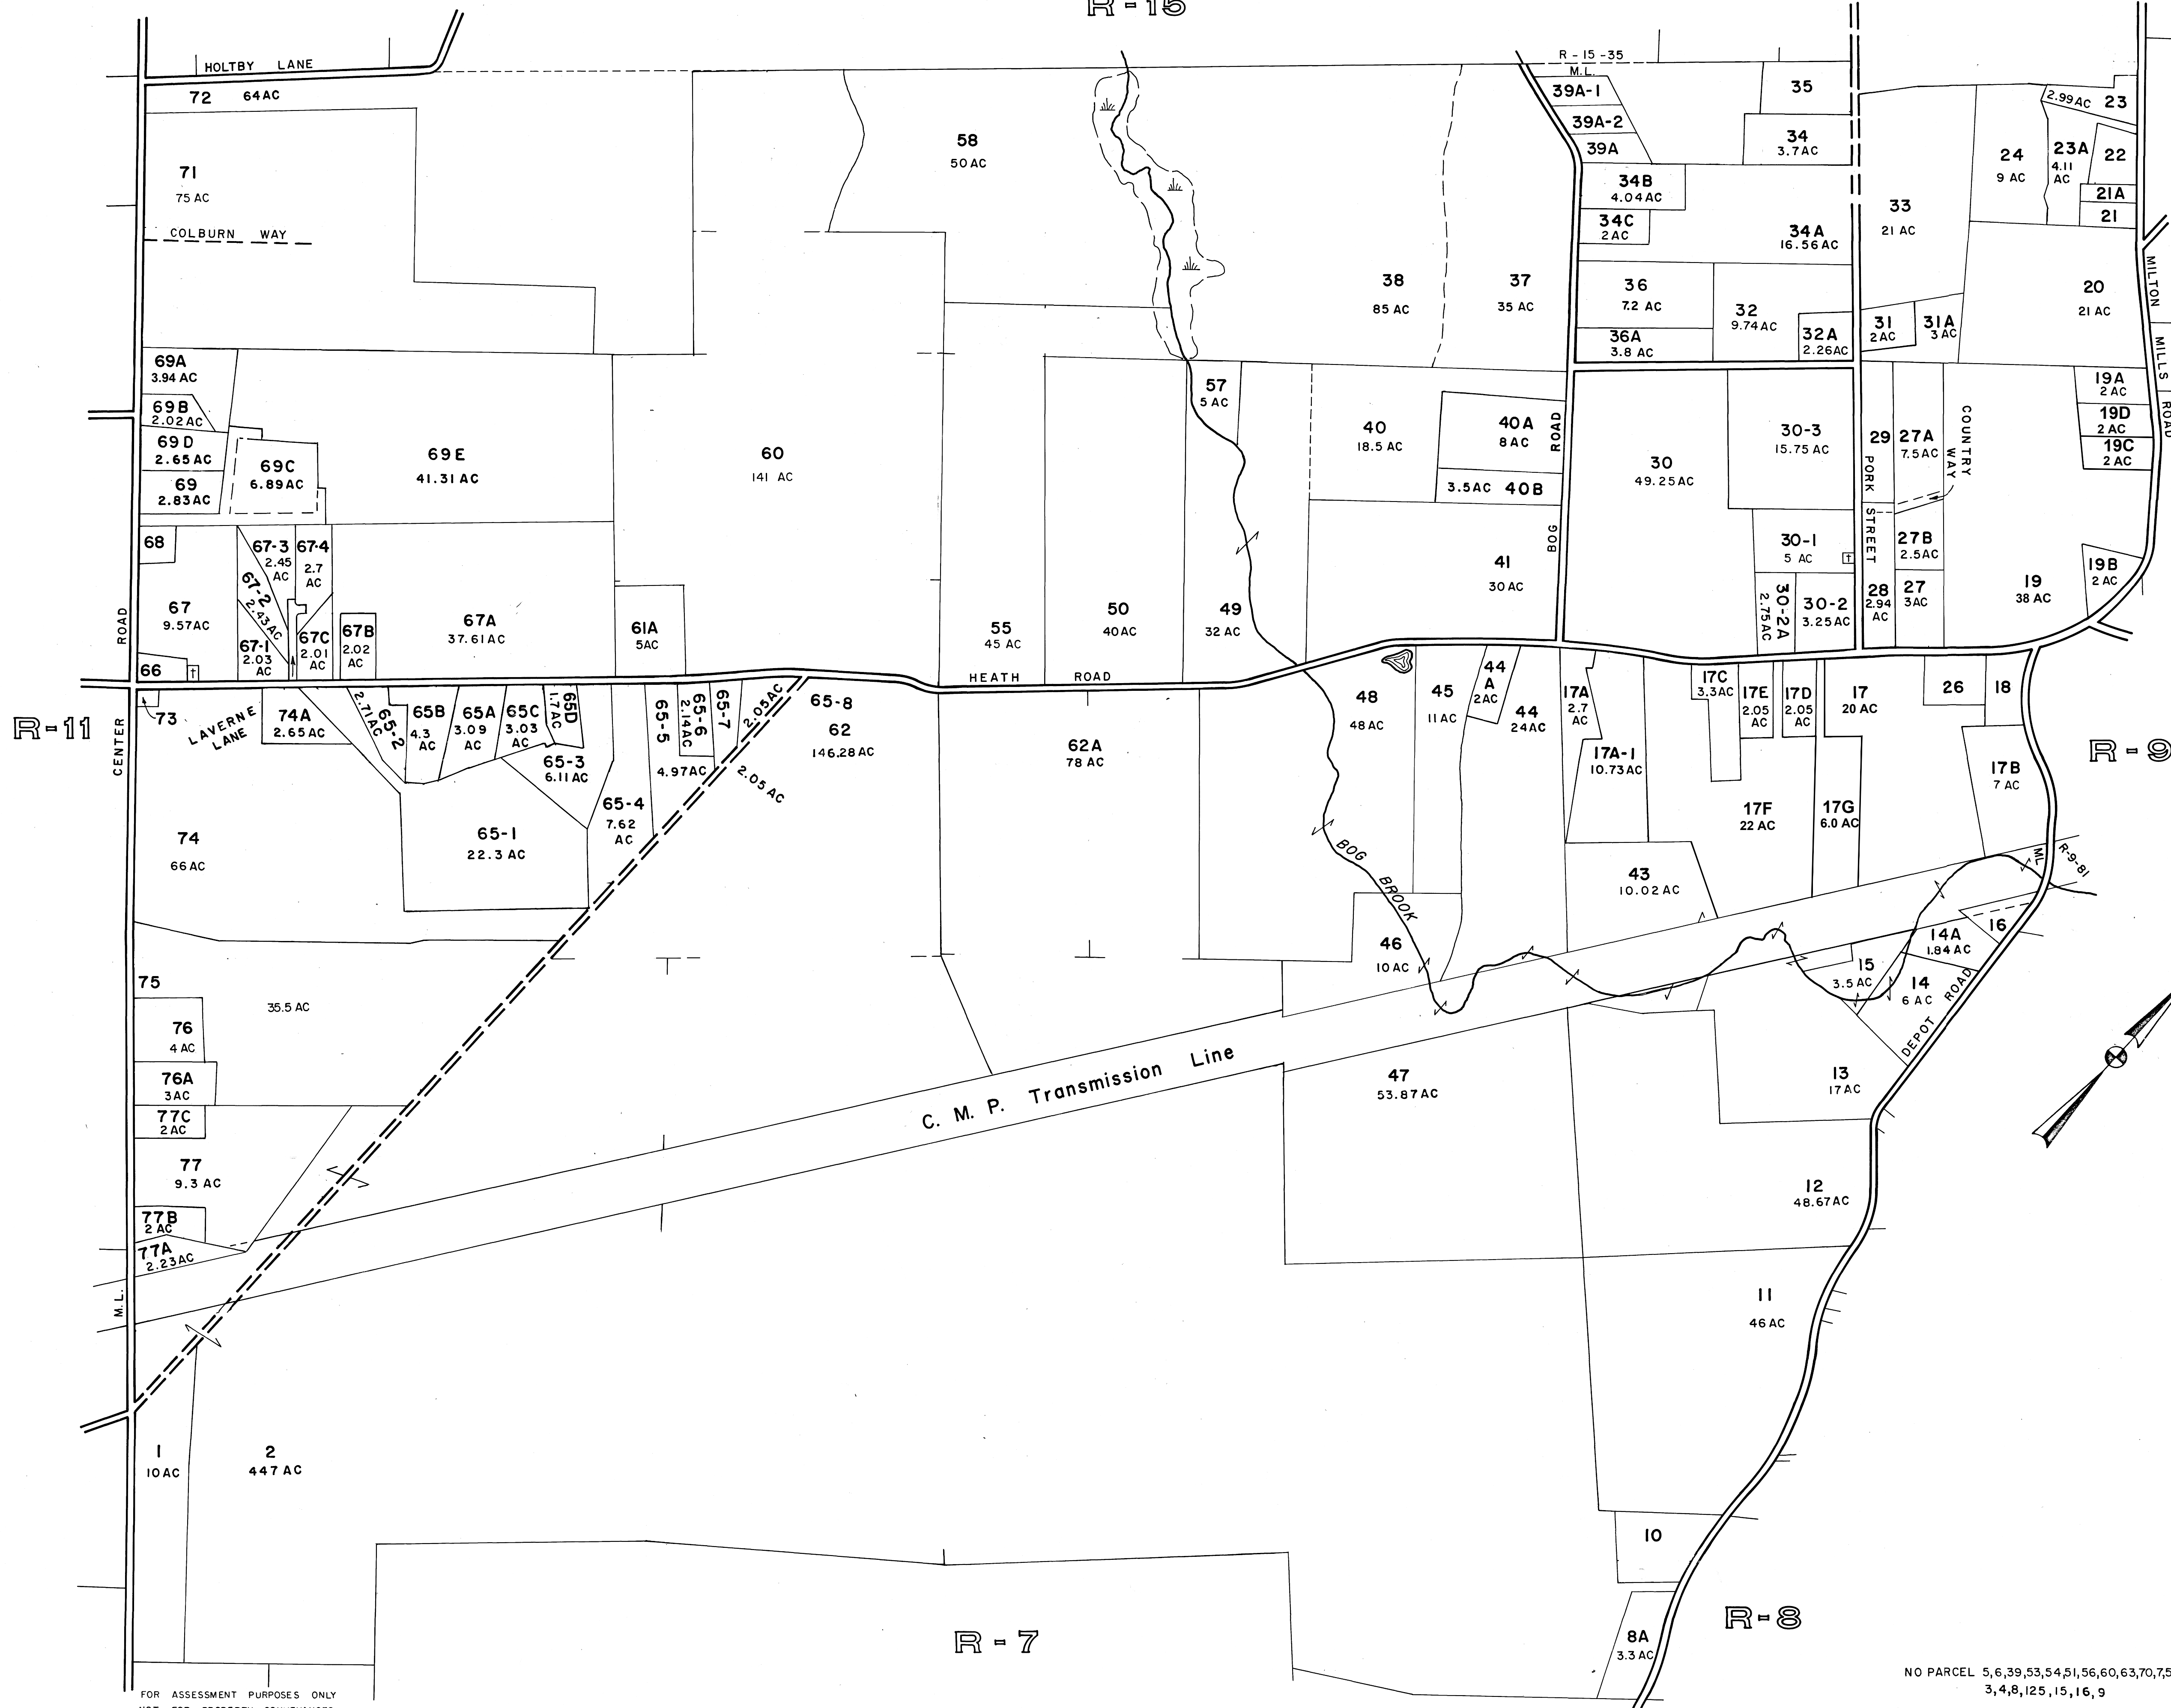 R-15
HOLTBY LANE
R-15-35
M.L.
72 64AC
39A-1
35
2.99AC 23
39A-2
34
3.7AC
58
50 AC
39A
24
9 AC
23A
4.11
AC
22
71
75 AC
34B
4.04AC
21A
21
34C
2AC
33
21 AC
COLBURN WAY
34A
16.56AC
MILTON MILLS ROAD
38
85 AC
37
35 AC
36
7.2 AC
20
21 AC
32
9.74AC
31
2AC
31A
3AC
36A
3.8 AC
32A
2.26AC
69A
3.94 AC
57
5AC
19A
2 AC
69B
2.02AC
40
18.5 AC
40A
8AC
BOG ROAD
30-3
15.75 AC
29
27A
7.5AC
COUNTRY WAY
19D
2 AC
69D
2.65AC
69C
6.89AC
69E
41.31 AC
60
141 AC
30
49.25AC
19C
2 AC
69
2.83AC
3.5AC 40B
PORK STREET
68
67-3
2.45
AC
67-4
2.7
AC
30-1
5 AC
27B
2.5AC
41
30 AC
19B
2 AC
67-2
2.43AC
67
9.57AC
67A
37.61AC
61A
5AC
55
45 AC
50
40AC
49
32 AC
30-2A
2.75AC
30-2
3.25AC
28
2.94
AC
27
3AC
19
38 AC
67-1
2.03
AC
67C
2.01
AC
67B
2.02
AC
66
HEATH ROAD
R-11
CENTER ROAD
73
LAVERNE
LANE
74A
2.65AC
65-2
2.71AC
65B
4.3
AC
65A
3.09
AC
65C
3.03
AC
65D
1.7AC
65-3
6.11AC
65-5
65-6
2.14AC
65-7
2.05AC
65-8
62
146.28AC
62A
78 AC
48
48AC
45
11AC
44
A
2AC
44
24AC
17A
2.7
AC
17C
3.3AC
17E
2.05
AC
17D
2.05
AC
17
20 AC
26
18
4.97AC
2.05 AC
17A-1
10.73AC
17B
7 AC
R-9
65-4
7.62
AC
74
66AC
65-1
22.3 AC
17F
22 AC
17G
6.0 AC
BOG BROOK
ML
R-9-81
43
10.02AC
46
10AC
14A
1.84AC
16
75
35.5 AC
15
3.5AC
14
6 AC
DEPOT ROAD
76
4 AC
76A
3AC
77C
2AC
C. M. P. Transmission Line
47
53.87AC
13
17AC
77
9.3 AC
12
48.67AC
77B
2 AC
77A
2.23AC
M.L.
11
46 AC
1
10AC
2
447 AC
10
R-7
R-8
8A
3.3AC
NO PARCEL 5,6,39,53,54,51,56,60,63,70,7,5
3,4,8,125,15,16,9
FOR ASSESSMENT PURPOSES ONLY